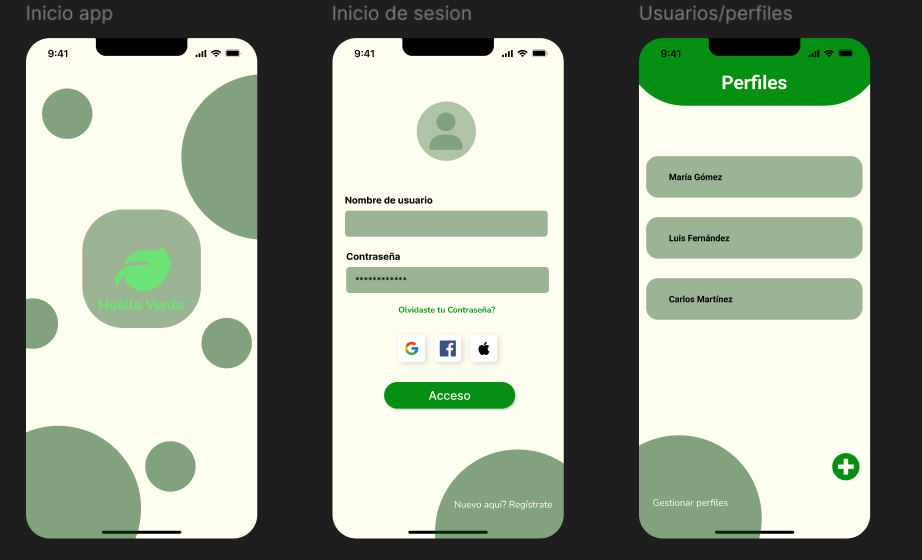 Inicio app
Inicio de sesion
Usuarios/perfiles
9:41
Huella Verde
9:41
Nombre de usuario
Contraseña
************
Olvidaste tu Contraseña?
Acceso
Nuevo aquí? Regístrate
9:41
Perfiles
María Gómez
Luis Fernández
Carlos Martínez
Gestionar perfiles